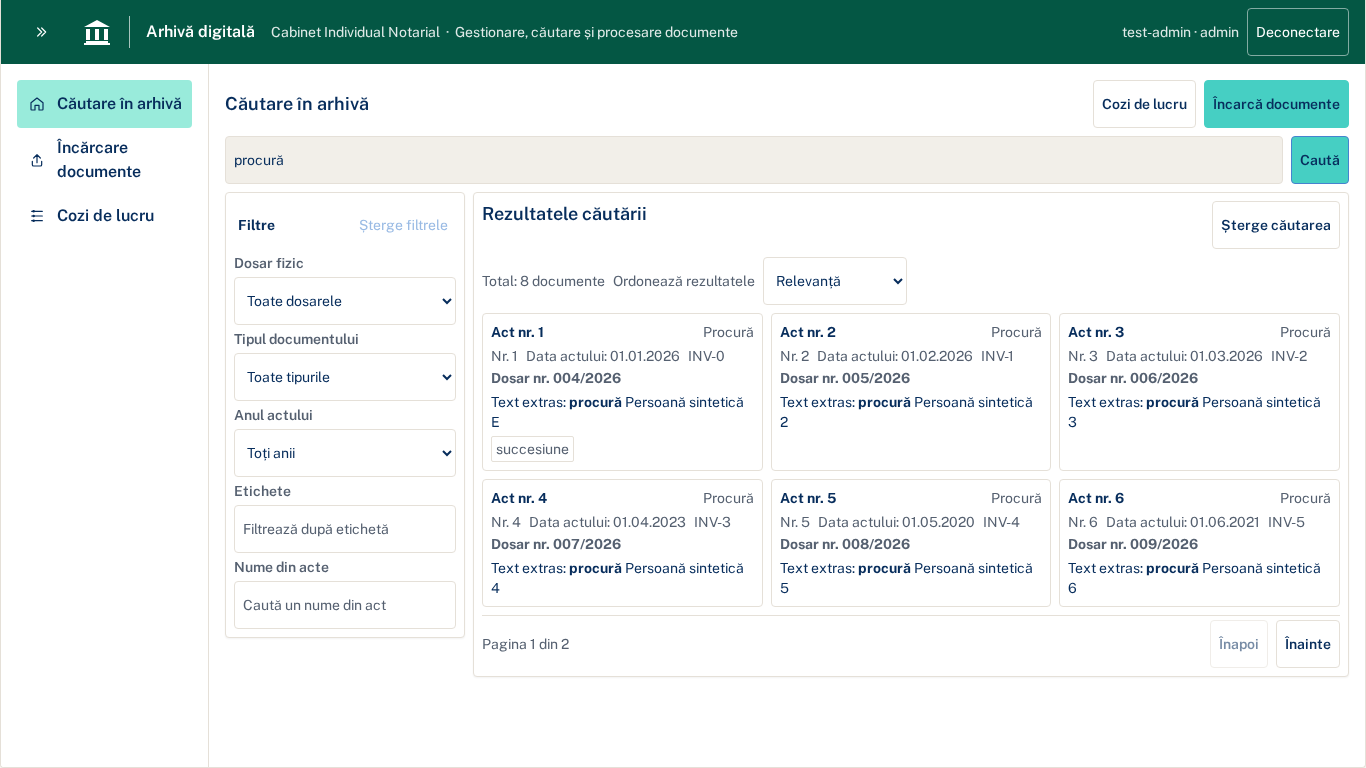 Arhivă digitală
Cabinet Individual Notarial · Gestionare, căutare și procesare documente
test-admin · admin
Deconectare
Căutare în arhivă
Încărcare
documente
Cozi de lucru
Căutare în arhivă
Cozi de lucru
Încarcă documente
procură
Caută
Filtre
Șterge filtrele
Dosar fizic
Toate dosarele
Tipul documentului
Toate tipurile
Anul actului
Toți anii
Etichete
Filtrează după etichetă
Nume din acte
Caută un nume din act
Rezultatele căutării
Șterge căutarea
Total: 8 documente Ordonează rezultatele
Relevanță
Act nr. 1 Procură
Nr. 1 Data actului: 01.01.2026 INV-0
Dosar nr. 004/2026
Text extras: procură Persoană sintetică
E
succesiune
Act nr. 2 Procură
Nr. 2 Data actului: 01.02.2026 INV-1
Dosar nr. 005/2026
Text extras: procură Persoană sintetică
2
Act nr. 3 Procură
Nr. 3 Data actului: 01.03.2026 INV-2
Dosar nr. 006/2026
Text extras: procură Persoană sintetică
3
Act nr. 4 Procură
Nr. 4 Data actului: 01.04.2023 INV-3
Dosar nr. 007/2026
Text extras: procură Persoană sintetică
4
Act nr. 5 Procură
Nr. 5 Data actului: 01.05.2020 INV-4
Dosar nr. 008/2026
Text extras: procură Persoană sintetică
5
Act nr. 6 Procură
Nr. 6 Data actului: 01.06.2021 INV-5
Dosar nr. 009/2026
Text extras: procură Persoană sintetică
6
Pagina 1 din 2
Înapoi
Înainte